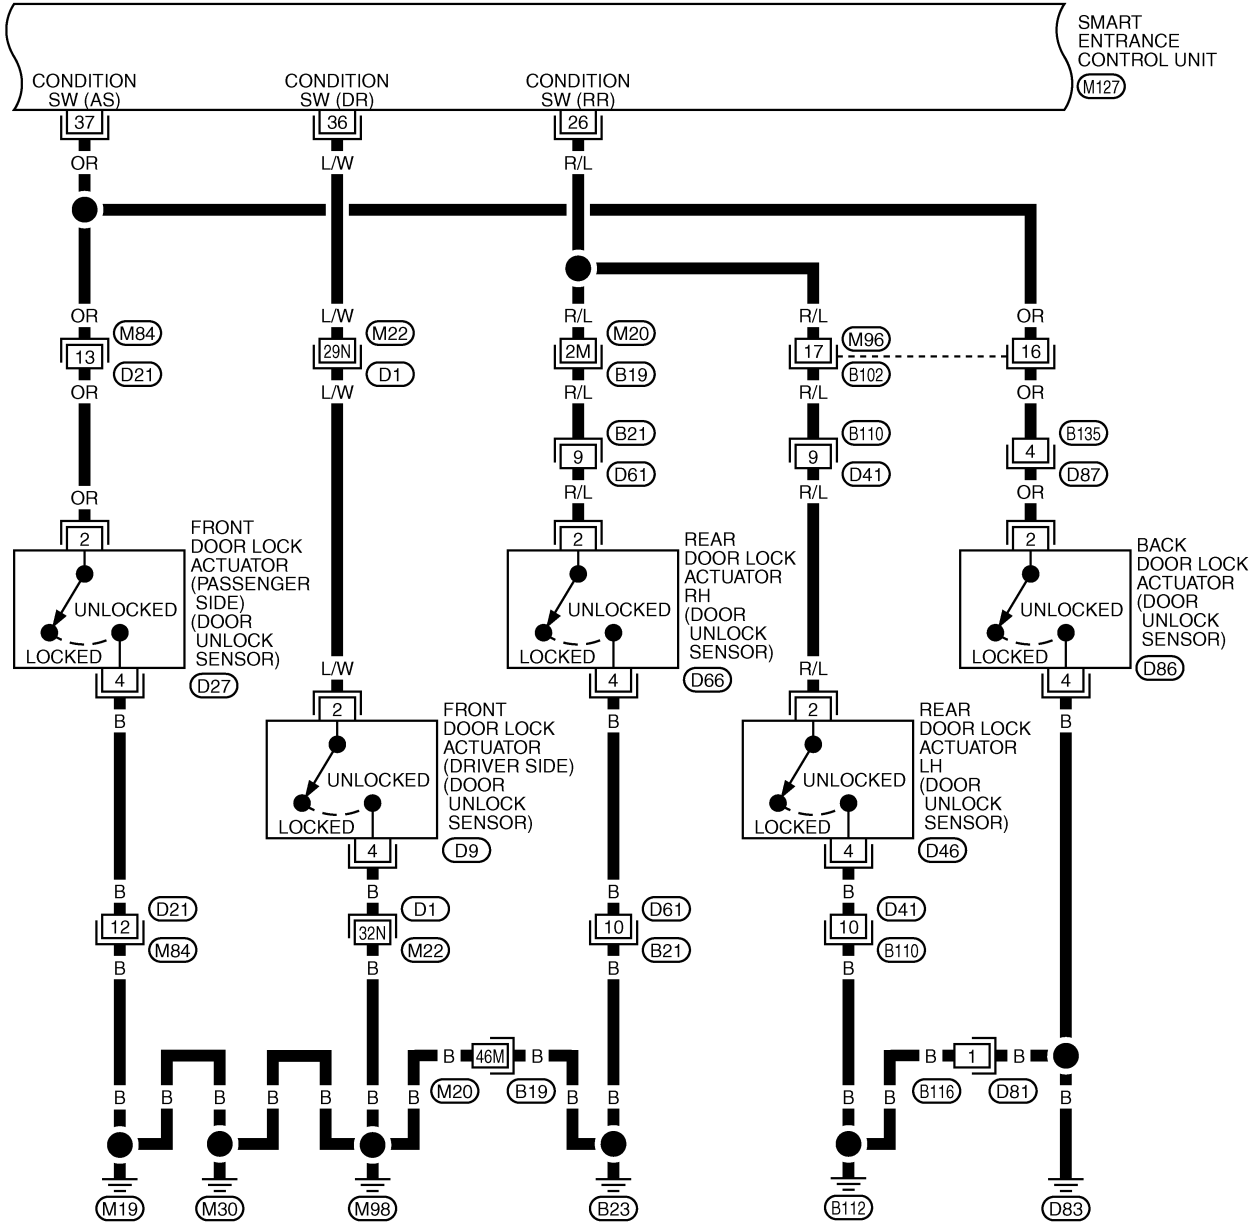 SMART
ENTRANCE
CONTROL UNIT
M127
CONDITION
SW (AS)
CONDITION
SW (DR)
CONDITION
SW (RR)
37
36
26
OR
L/W
R/L
OR
L/W
R/L
R/L
OR
M84
M22
M20
M96
13
29N
2M
17
16
D21
D1
B19
B102
OR
L/W
R/L
R/L
OR
B21
B110
B135
9
9
4
D61
D41
D87
OR
R/L
R/L
OR
2
2
2
FRONT
DOOR LOCK
ACTUATOR
(PASSENGER
SIDE)
(DOOR
UNLOCK
SENSOR)
D27
UNLOCKED
LOCKED
4
REAR
DOOR LOCK
ACTUATOR
RH
(DOOR
UNLOCK
SENSOR)
D66
UNLOCKED
LOCKED
4
BACK
DOOR LOCK
ACTUATOR
(DOOR
UNLOCK
SENSOR)
D86
UNLOCKED
LOCKED
4
L/W
R/L
B
B
B
2
2
FRONT
DOOR LOCK
ACTUATOR
(DRIVER SIDE)
(DOOR
UNLOCK
SENSOR)
D9
UNLOCKED
LOCKED
4
REAR
DOOR LOCK
ACTUATOR
LH
(DOOR
UNLOCK
SENSOR)
D46
UNLOCKED
LOCKED
4
B
B
B
B
D21
D1
D61
D41
12
32N
10
10
M84
M22
B21
B110
B
B
B
B
B
46M
B
B
1
B
M20
B19
B116
D81
B
B
B
B
B
B
B
B
B
B
B
B
M19
M30
M98
B23
B112
D83